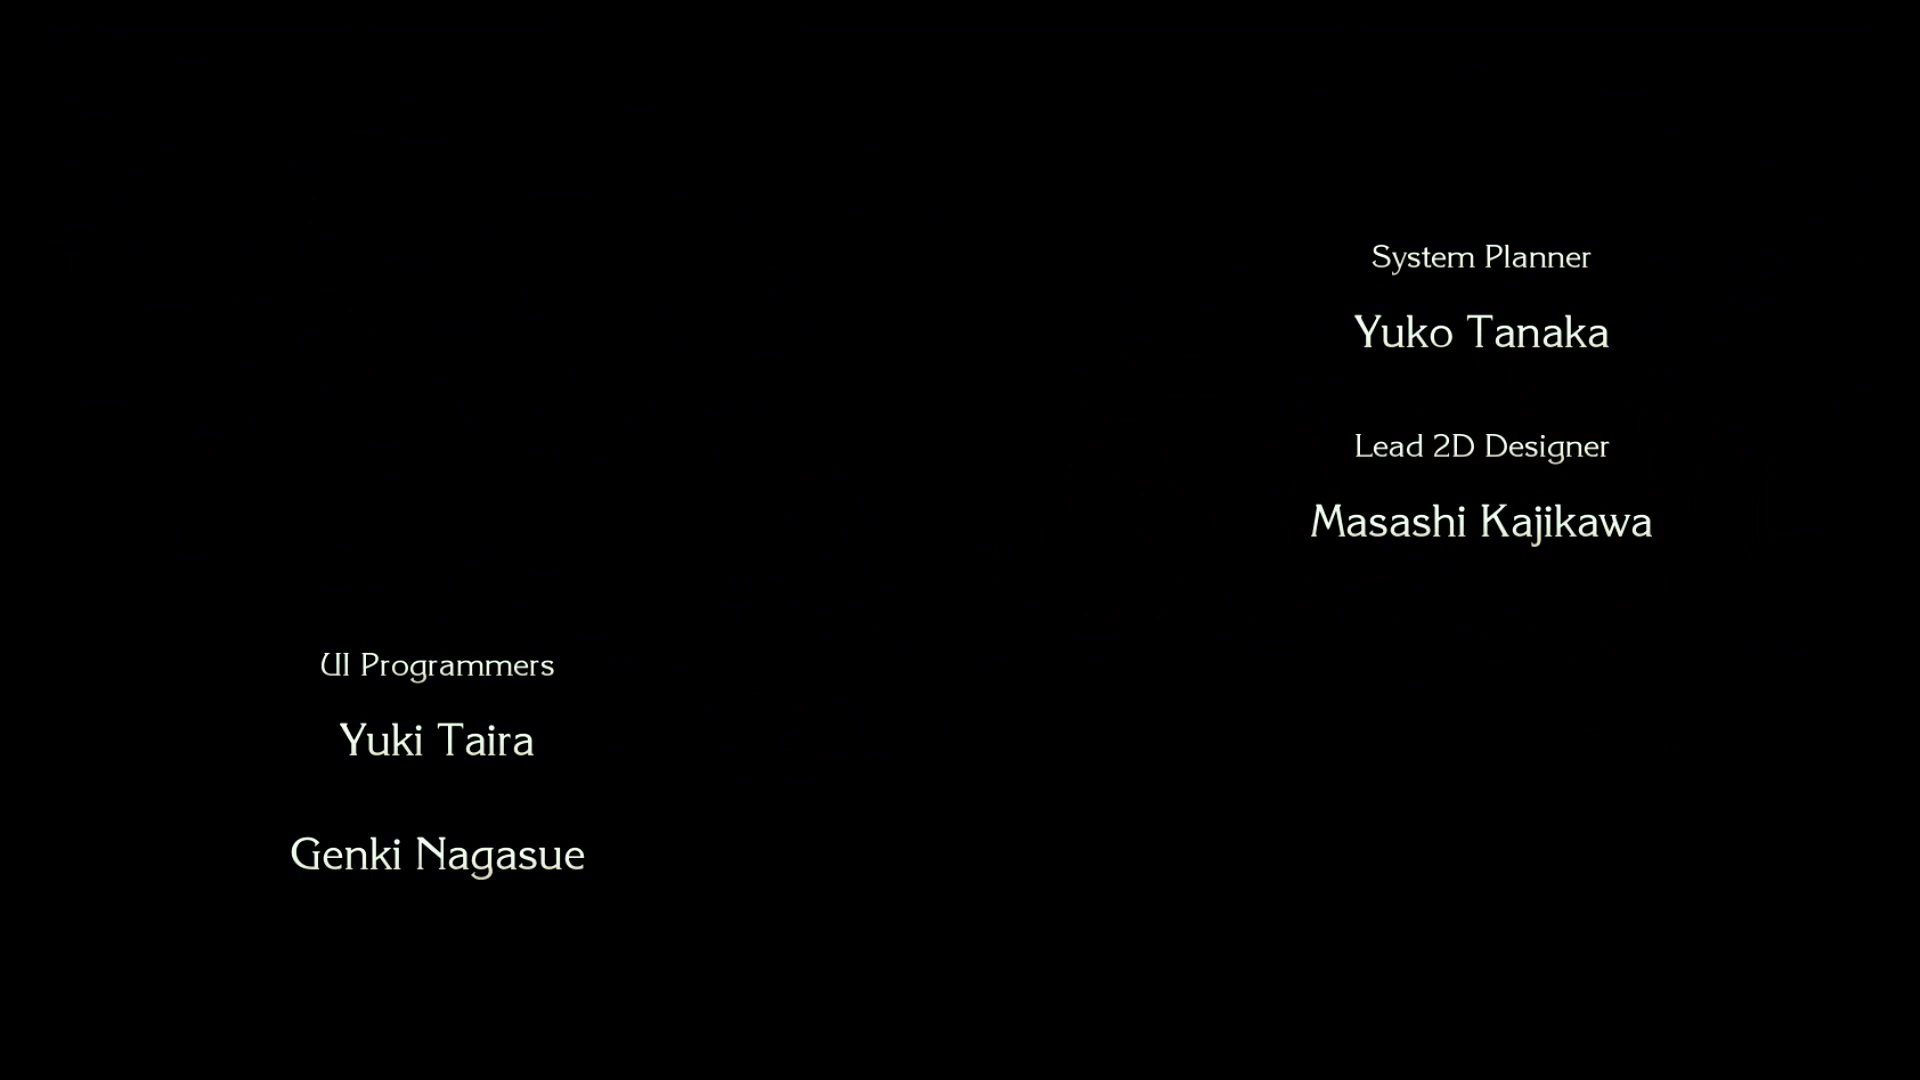 System Planner
Yuko Tanaka
Lead 2D Designer
Masashi Kajikawa
UI Programmers
Yuki Taira
Genki Nagasue